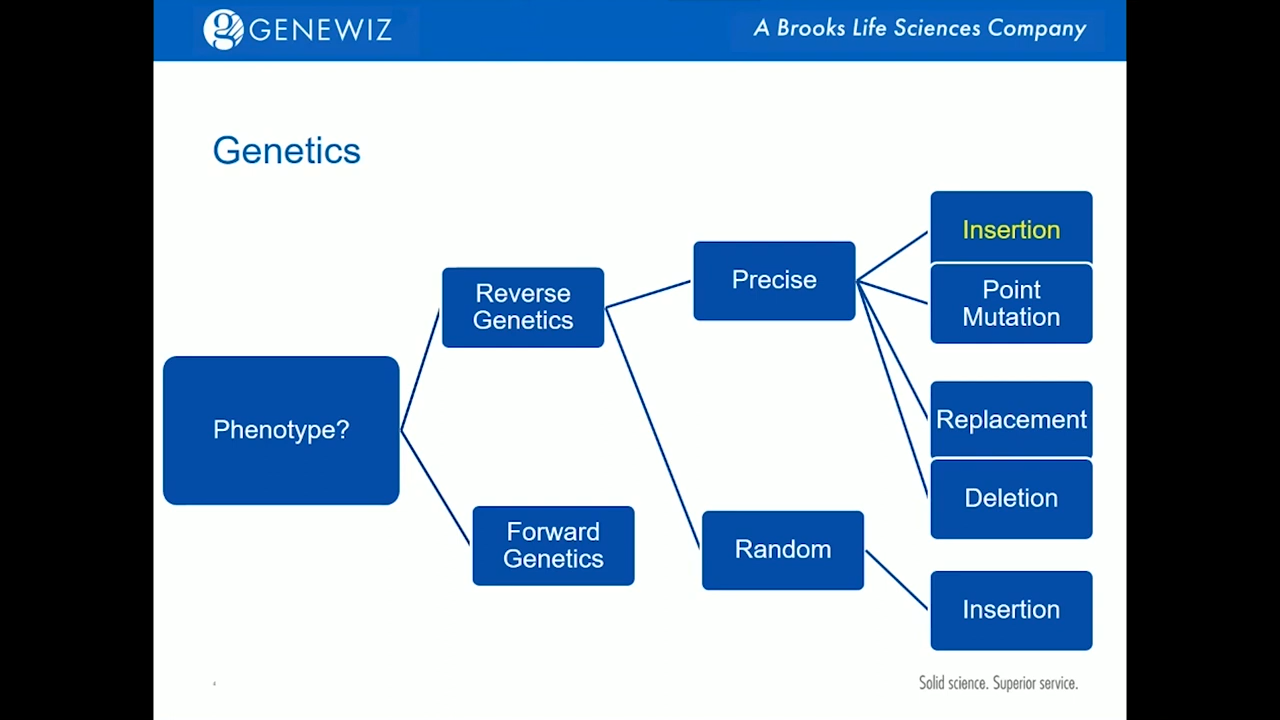 GENEWIZ
A Brooks Life Sciences Company
Genetics
Phenotype?
Reverse
Genetics
Forward
Genetics
Precise
Random
Insertion
Point
Mutation
Replacement
Deletion
Insertion
Solid science. Superior service.